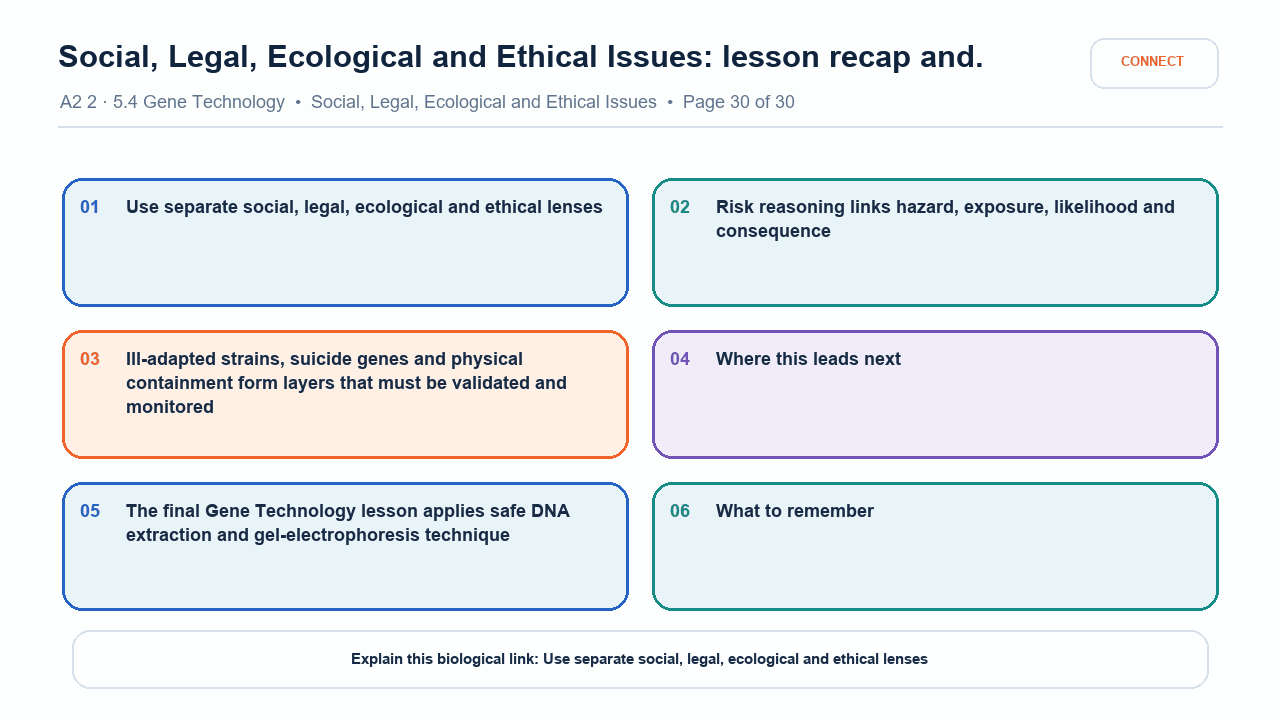 Social, Legal, Ecological and Ethical Issues: lesson recap and.
CONNECT
A2 2 · 5.4 Gene Technology • Social, Legal, Ecological and Ethical Issues • Page 30 of 30
01 Use separate social, legal, ecological and ethical lenses
02 Risk reasoning links hazard, exposure, likelihood and
consequence
03 Ill-adapted strains, suicide genes and physical
containment form layers that must be validated and
monitored
04 Where this leads next
05 The final Gene Technology lesson applies safe DNA
extraction and gel-electrophoresis technique
06 What to remember
Explain this biological link: Use separate social, legal, ecological and ethical lenses